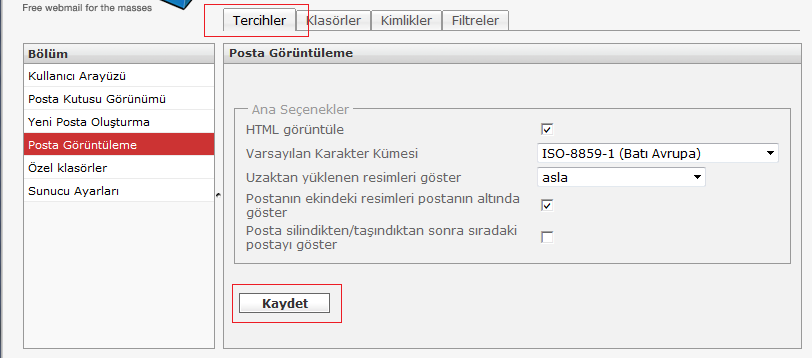 Free webmail for the masses
Tercihler Klasörler Kimlikler Filtreler
Bölüm
Kullanıcı Arayüzü
Posta Kutusu Görünümü
Yeni Posta Oluşturma
Posta Görüntüleme
Özel klasörler
Sunucu Ayarları
Posta Görüntüleme
Ana Seçenekler
HTML görüntüle
Varsayılan Karakter Kümesi ISO-8859-1 (Batı Avrupa)
Uzaktan yüklenen resimleri göster asla
Postanın ekindeki resimleri postanın altında
göster
Posta silindikten/taşındıktan sonra sıradaki
postayı göster
Kaydet